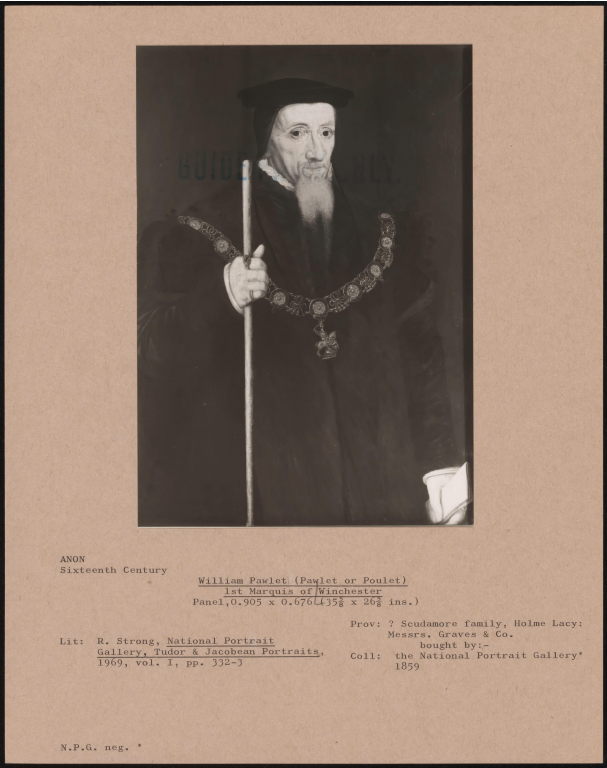 ANON
Sixteenth Century
William Pawlet (Pawlet or Poulet)
1st Marquis of Winchester
Panel, 0.905 x 0.676 (35⅝ x 26⅝ ins.)
Prov: ? Scudamore family, Holme Lacy:
Messrs. Graves & Co.
bought by:-
Lit: R. Strong, National Portrait
Gallery, Tudor & Jacobean Portraits,
1969, vol. I, pp. 332-3
Coll: the National Portrait Gallery*
1859
N.P.G. neg. *